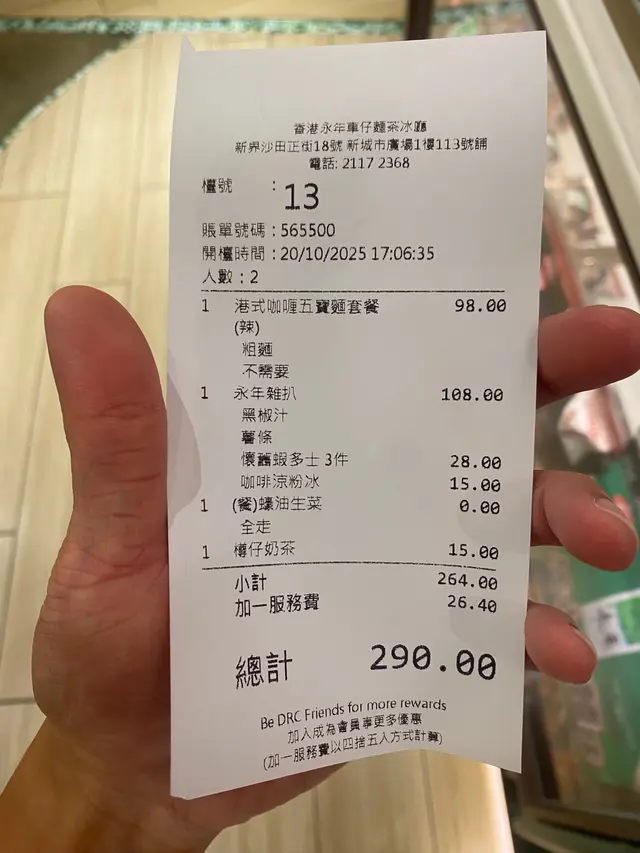 香港永年車仔麵茶冰廳
新界沙田正街18號 新城市廣場1樓113號舖
電話: 2117 2368
檯號 : 13
賬單號碼 : 565500
開檯時間 : 20/10/2025 17:06:35
人數 : 2
1 港式咖喱五寶麵套餐 98.00
(辣)
粗麵
不需要
1 永年雜扒 108.00
黑椒汁
薯條
懷舊蝦多士 3件 28.00
咖啡涼粉冰 15.00
1 (餐)蠔油生菜 0.00
全走
1 樽仔奶茶 15.00
小計 264.00
加一服務費 26.40
總計 290.00
Be DRC Friends for more rewards
加入成為會員享更多優惠
(加一服務費以四捨五入方式計算)